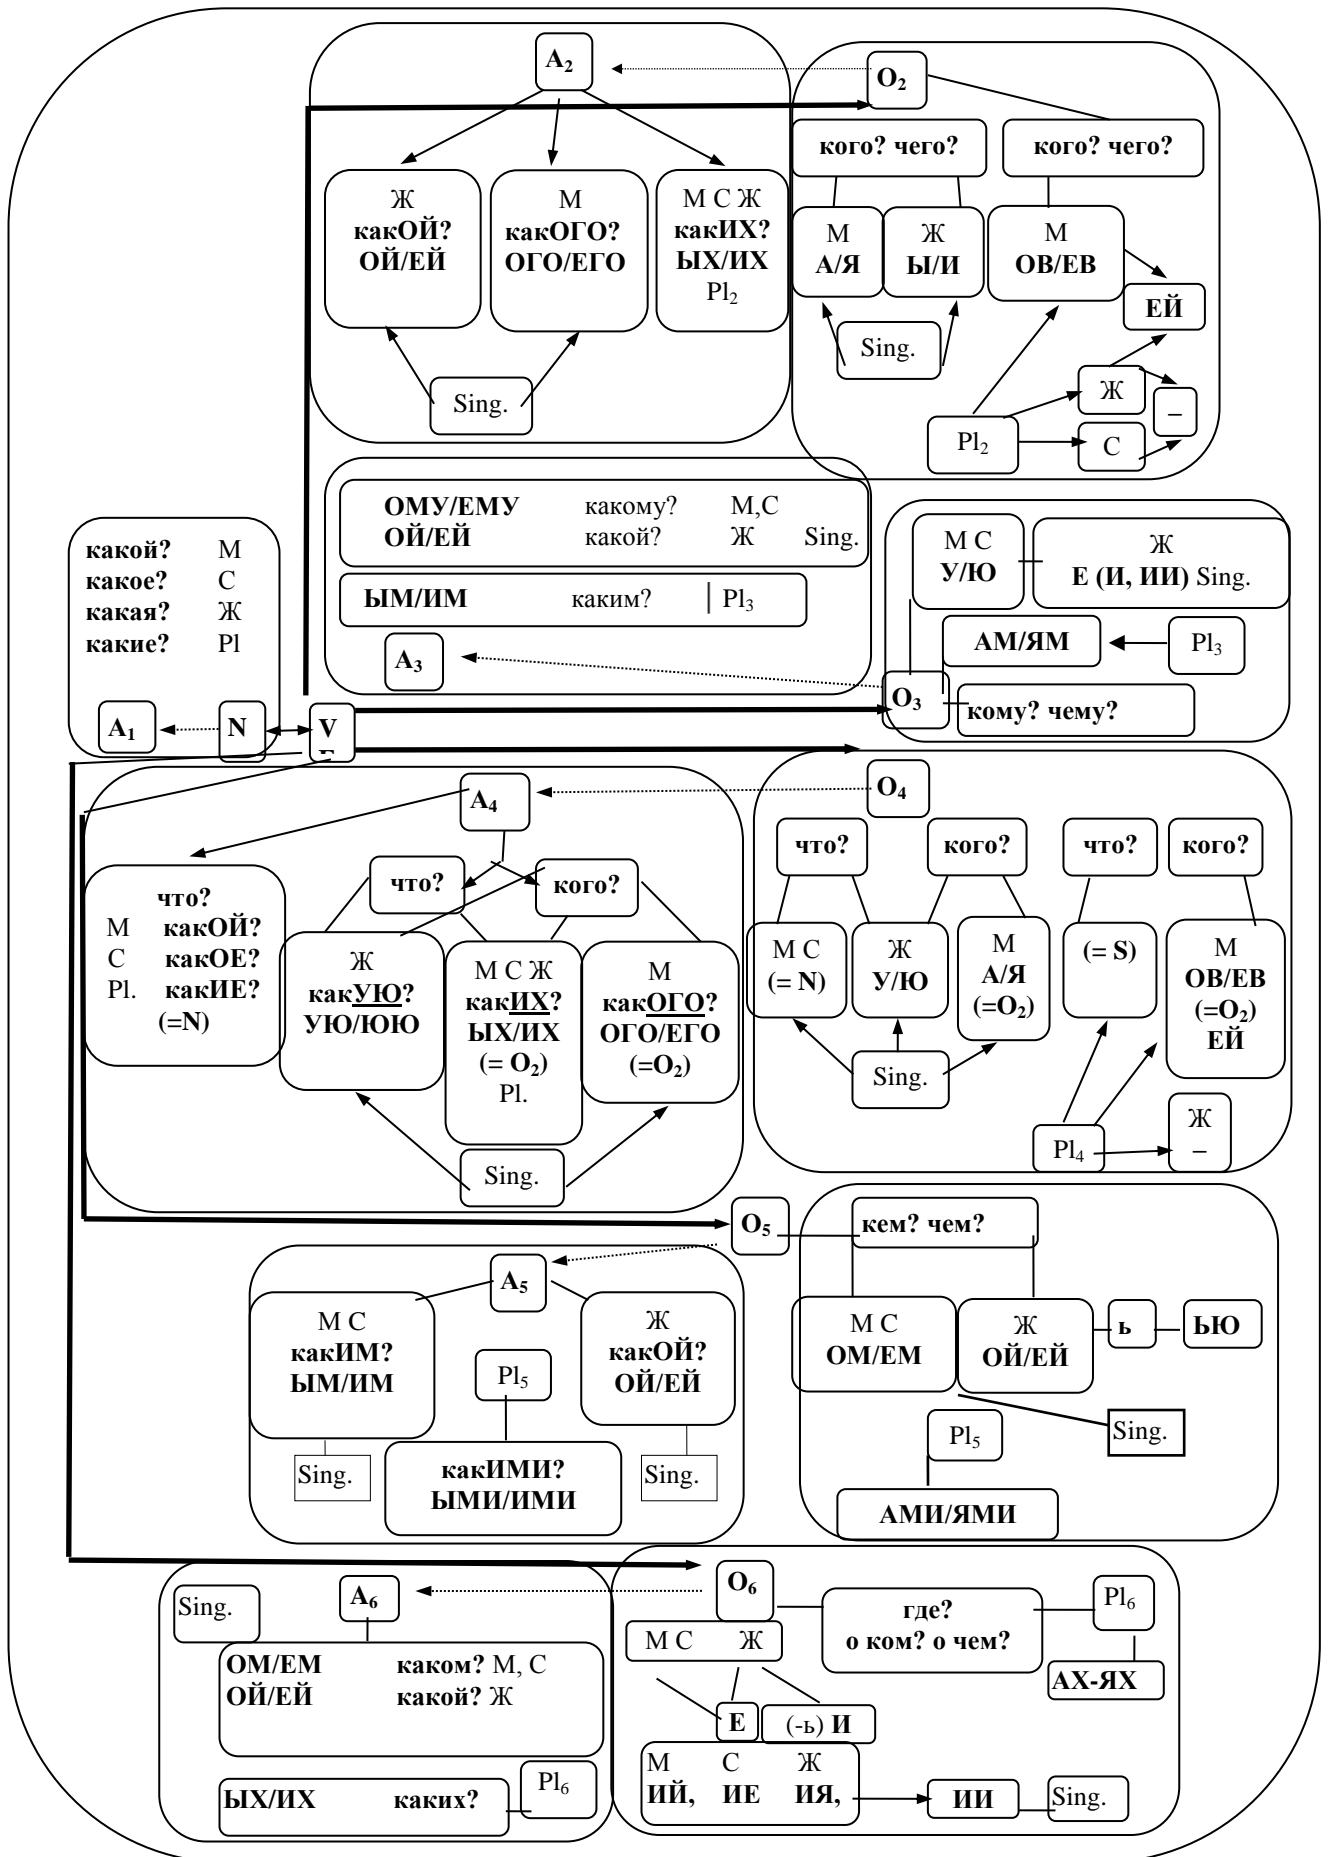 A₂
O₂
кого? чего?
кого? чего?
Ж
какОЙ?
ОЙ/ЕЙ
М
какОГО?
ОГО/ЕГО
М С Ж
какИХ?
ЫХ/ИХ
Pl₂
М
А/Я
Ж
Ы/И
М
ОВ/ЕВ
ЕЙ
Sing.
Sing.
Ж
–
Pl₂
С
ОМУ/ЕМУ какому? М,С
ОЙ/ЕЙ какой? Ж Sing.
ЫМ/ИМ каким? Pl₃
A₃
М С
У/Ю
Ж
Е (И, ИИ) Sing.
АМ/ЯМ
Pl₃
O₃
кому? чему?
какой? М
какое? С
какая? Ж
какие? Pl
A₁
N
V
A₄
O₄
что?
кого?
что?
кого?
что?
М какОЙ?
С какОЕ?
Pl. какИЕ?
(=N)
что?
кого?
Ж
какУЮ?
УЮ/ЮЮ
М С Ж
какИХ?
ЫХ/ИХ
(= O₂)
Pl.
М
какОГО?
ОГО/ЕГО
(=O₂)
Sing.
М С
(= N)
Ж
У/Ю
М
А/Я
(=O₂)
(= S)
М
ОВ/ЕВ
(=O₂)
ЕЙ
Sing.
Pl₄
Ж
–
O₅
кем? чем?
A₅
М С
какИМ?
ЫМ/ИМ
Pl₅
Ж
какОЙ?
ОЙ/ЕЙ
Sing.
какИМИ?
ЫМИ/ИМИ
Sing.
М С
ОМ/ЕМ
Ж
ОЙ/ЕЙ
ь
ЬЮ
Sing.
Pl₅
АМИ/ЯМИ
Sing.
A₆
ОМ/ЕМ каком? М, С
ОЙ/ЕЙ какой? Ж
ЫХ/ИХ каких?
Pl₆
O₆
где?
о ком? о чем?
Pl₆
АХ-ЯХ
М С Ж
Е
(-ь) И
М С Ж
ИЙ, ИЕ ИЯ,
ИИ
Sing.